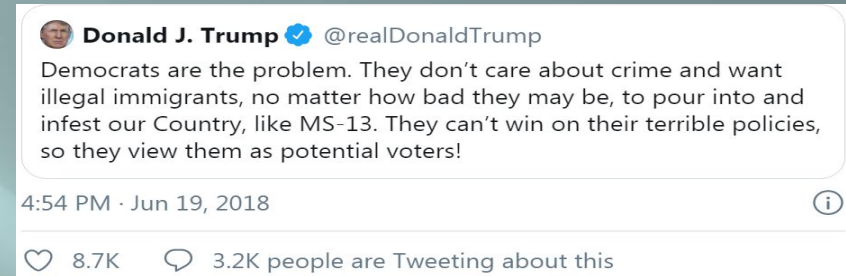 Donald J. Trump @realDonaldTrump
Democrats are the problem. They don’t care about crime and want
illegal immigrants, no matter how bad they may be, to pour into and
infest our Country, like MS-13. They can’t win on their terrible policies,
so they view them as potential voters!
4:54 PM · Jun 19, 2018
8.7K 3.2K people are Tweeting about this